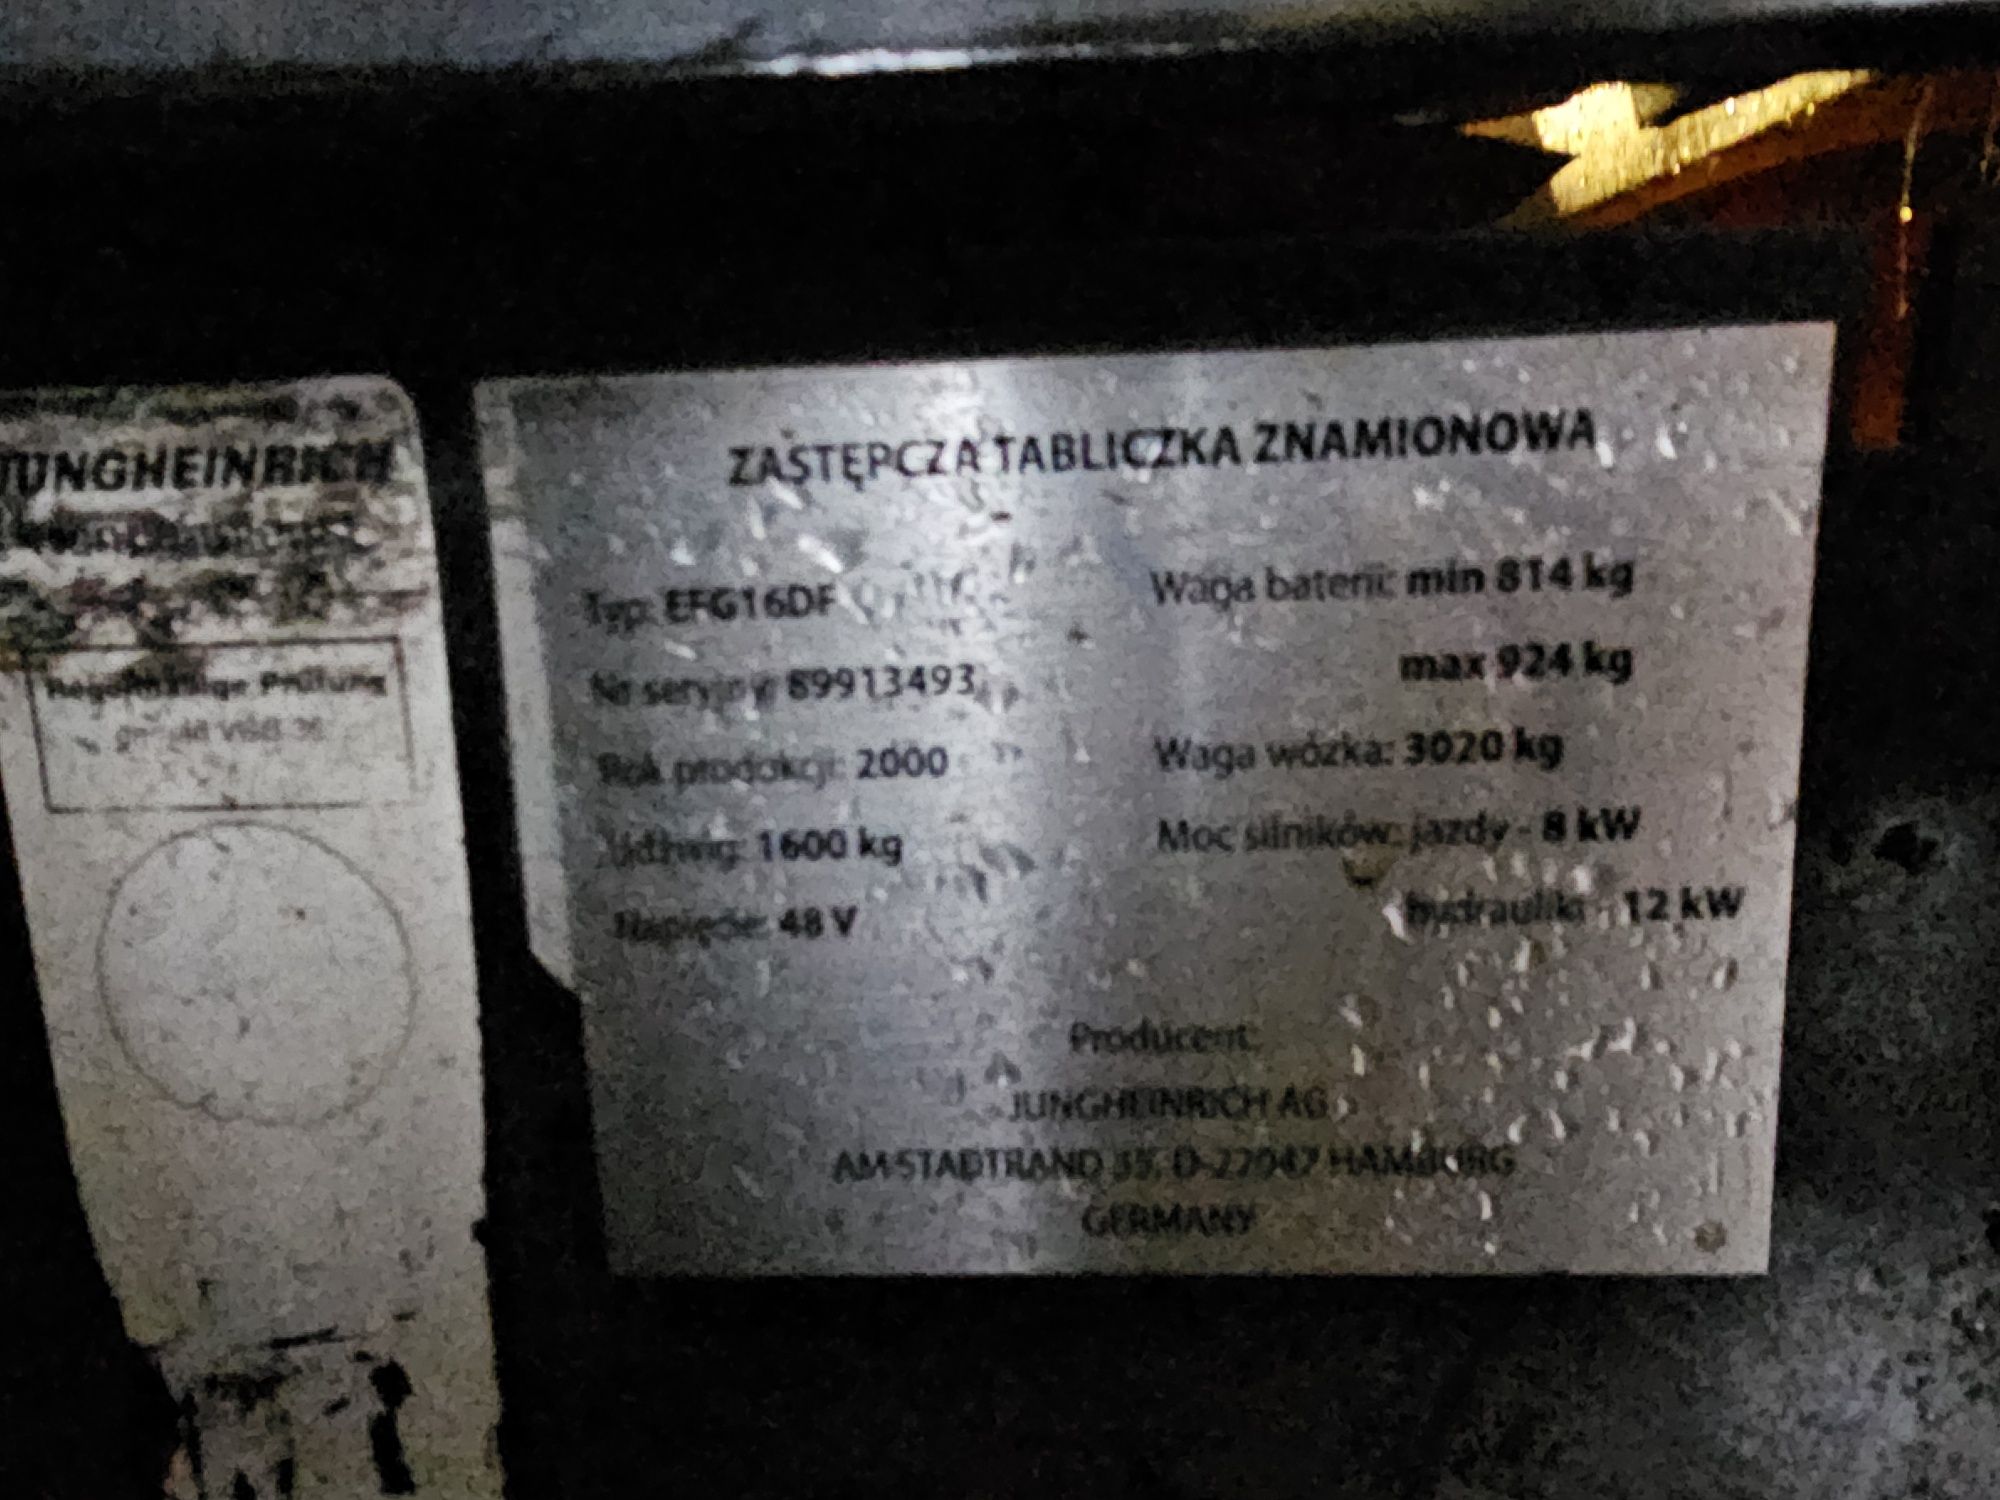 JUNGHEINRICH
Regelmäßige Prüfung
ZASTĘPCZA TABLICZKA ZNAMIONOWA
Typ: EFG16DF
Nr seryjny: 89913493
Rok produkcji: 2000
Udźwig: 1600 kg
Napięcie: 48 V
Waga baterii: min 814 kg
max 924 kg
Waga wózka: 3020 kg
Moc silników: jazdy - 8 kW
hydrauliki - 12 kW
Producent:
JUNGHEINRICH AG
AM STADTRAND 35, D-22047 HAMBURG
GERMANY